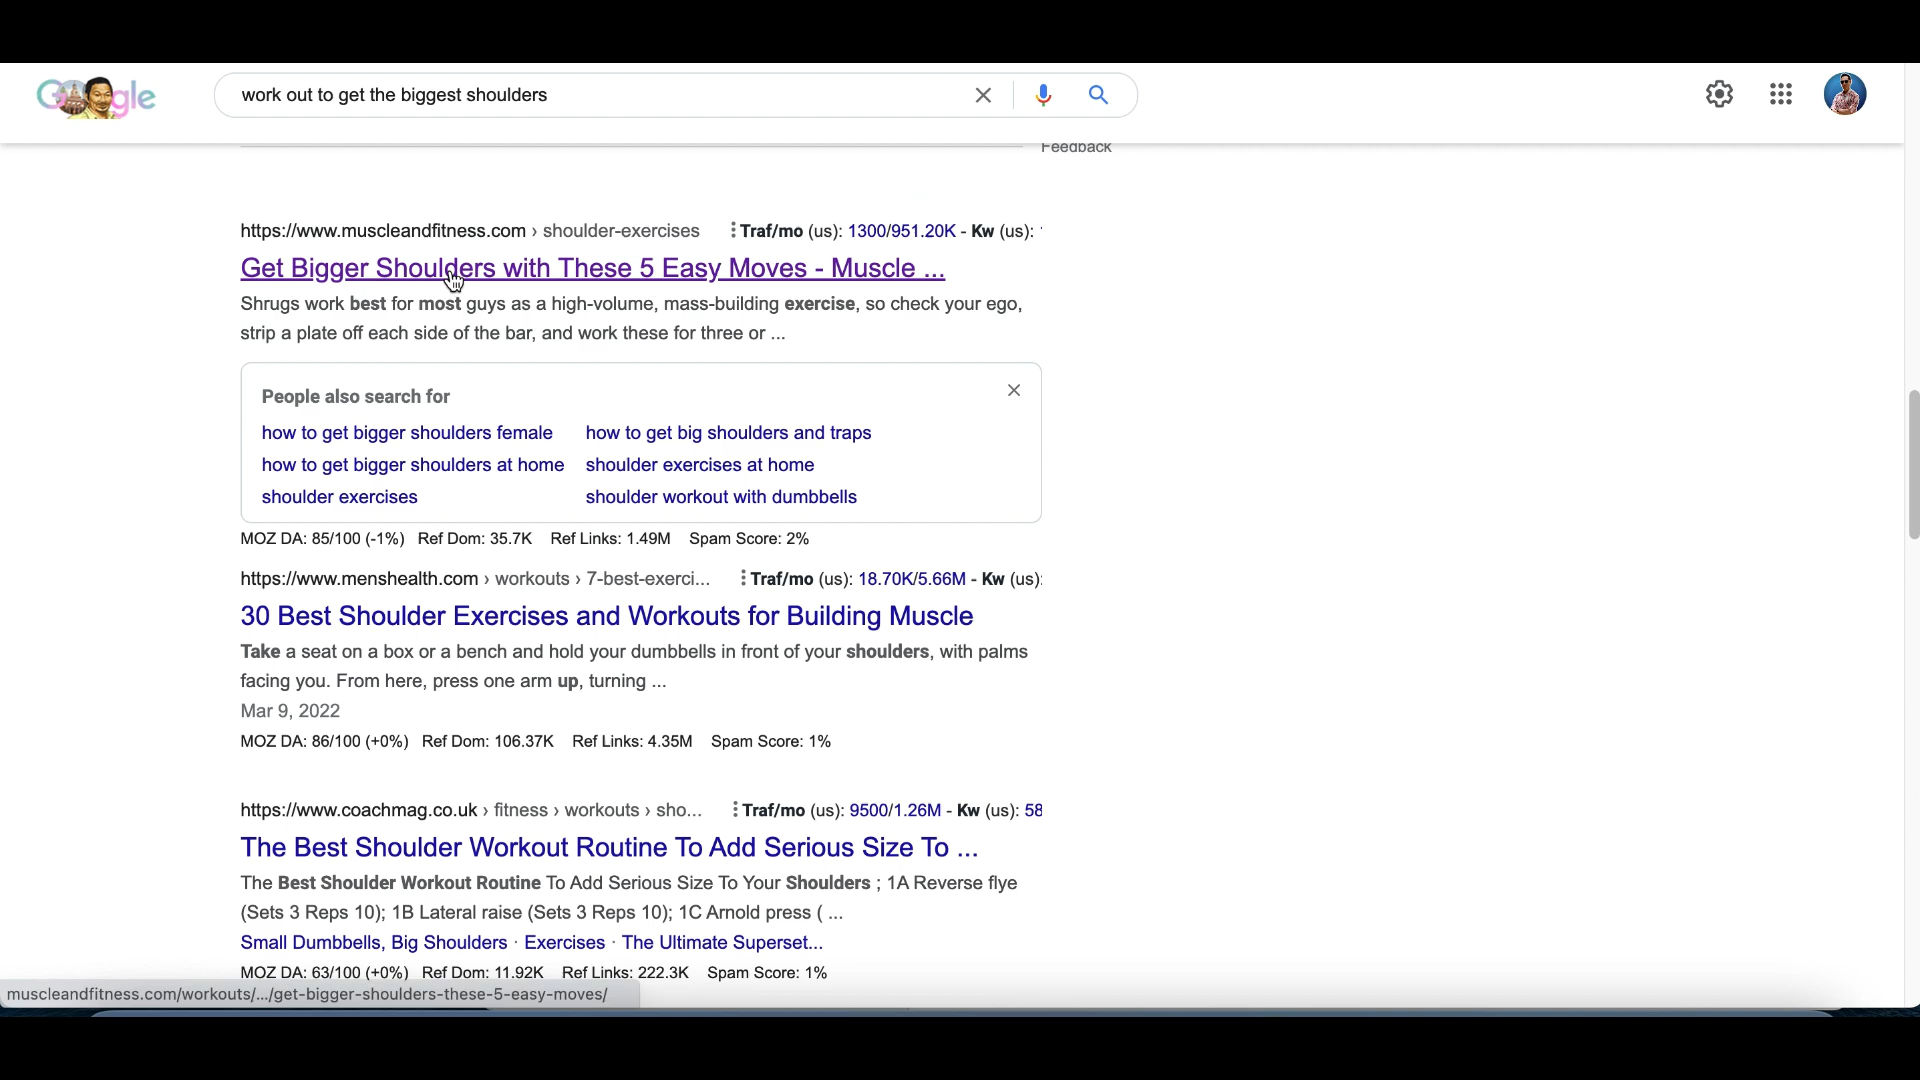 Google
work out to get the biggest shoulders
Feedback
https://www.muscleandfitness.com › shoulder-exercises ⋮ Traf/mo (us): 1300/951.20K - Kw (us):
Get Bigger Shoulders with These 5 Easy Moves - Muscle ...
Shrugs work best for most guys as a high-volume, mass-building exercise, so check your ego,
strip a plate off each side of the bar, and work these for three or ...
People also search for
how to get bigger shoulders female how to get big shoulders and traps
how to get bigger shoulders at home shoulder exercises at home
shoulder exercises shoulder workout with dumbbells
MOZ DA: 85/100 (-1%) Ref Dom: 35.7K Ref Links: 1.49M Spam Score: 2%
https://www.menshealth.com › workouts › 7-best-exerci... ⋮ Traf/mo (us): 18.70K/5.66M - Kw (us):
30 Best Shoulder Exercises and Workouts for Building Muscle
Take a seat on a box or a bench and hold your dumbbells in front of your shoulders, with palms
facing you. From here, press one arm up, turning ...
Mar 9, 2022
MOZ DA: 86/100 (+0%) Ref Dom: 106.37K Ref Links: 4.35M Spam Score: 1%
https://www.coachmag.co.uk › fitness › workouts › sho... ⋮ Traf/mo (us): 9500/1.26M - Kw (us): 58
The Best Shoulder Workout Routine To Add Serious Size To ...
The Best Shoulder Workout Routine To Add Serious Size To Your Shoulders ; 1A Reverse flye
(Sets 3 Reps 10); 1B Lateral raise (Sets 3 Reps 10); 1C Arnold press ( ...
Small Dumbbells, Big Shoulders · Exercises · The Ultimate Superset...
MOZ DA: 63/100 (+0%) Ref Dom: 11.92K Ref Links: 222.3K Spam Score: 1%
muscleandfitness.com/workouts/.../get-bigger-shoulders-these-5-easy-moves/